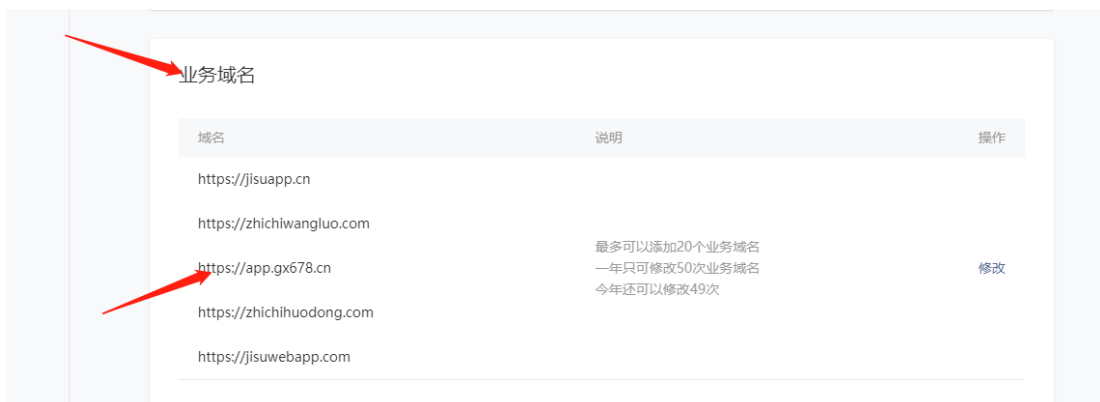 业务域名
域名 说明 操作
https://jisuapp.cn
https://zhichiwangluo.com
最多可以添加20个业务域名
https://app.gx678.cn 一年只可修改50次业务域名 修改
今年还可以修改49次
https://zhichihuodong.com
https://jisuwebapp.com